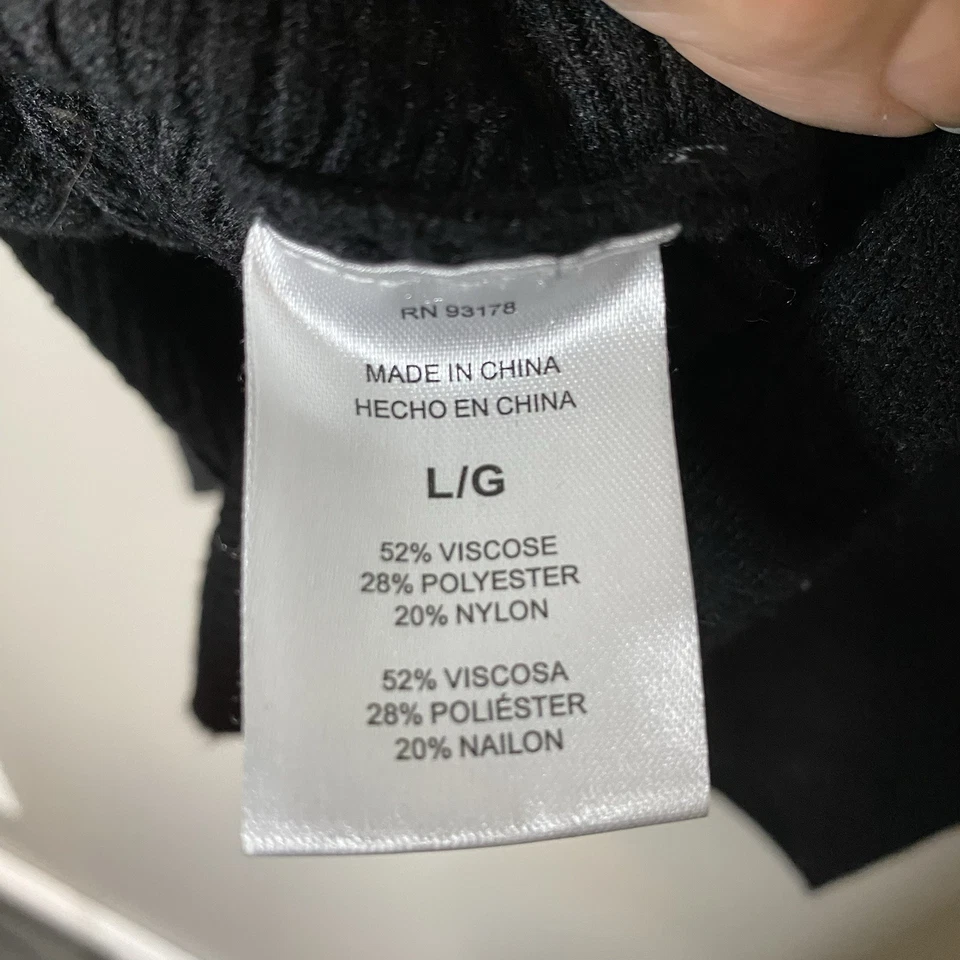 RN 93178
MADE IN CHINA
HECHO EN CHINA
L/G
52% VISCOSE
28% POLYESTER
20% NYLON
52% VISCOSA
28% POLIÉSTER
20% NAILON